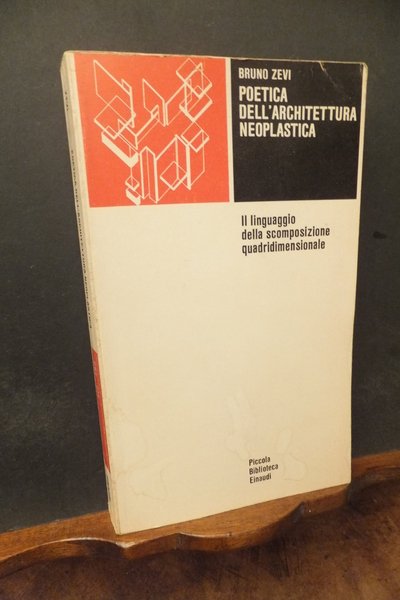 BRUNO ZEVI
POETICA
DELL'ARCHITETTURA
NEOPLASTICA
Il linguaggio
della scomposizione
quadridimensionale
Piccola
Biblioteca
Einaudi